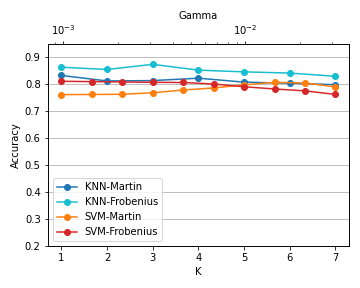 Gamma
10⁻³ 10⁻²
Accuracy
0.9
0.8
0.7
0.6
0.5
0.4
0.3
0.2
KNN-Martin
KNN-Frobenius
SVM-Martin
SVM-Frobenius
1 2 3 4 5 6 7
K